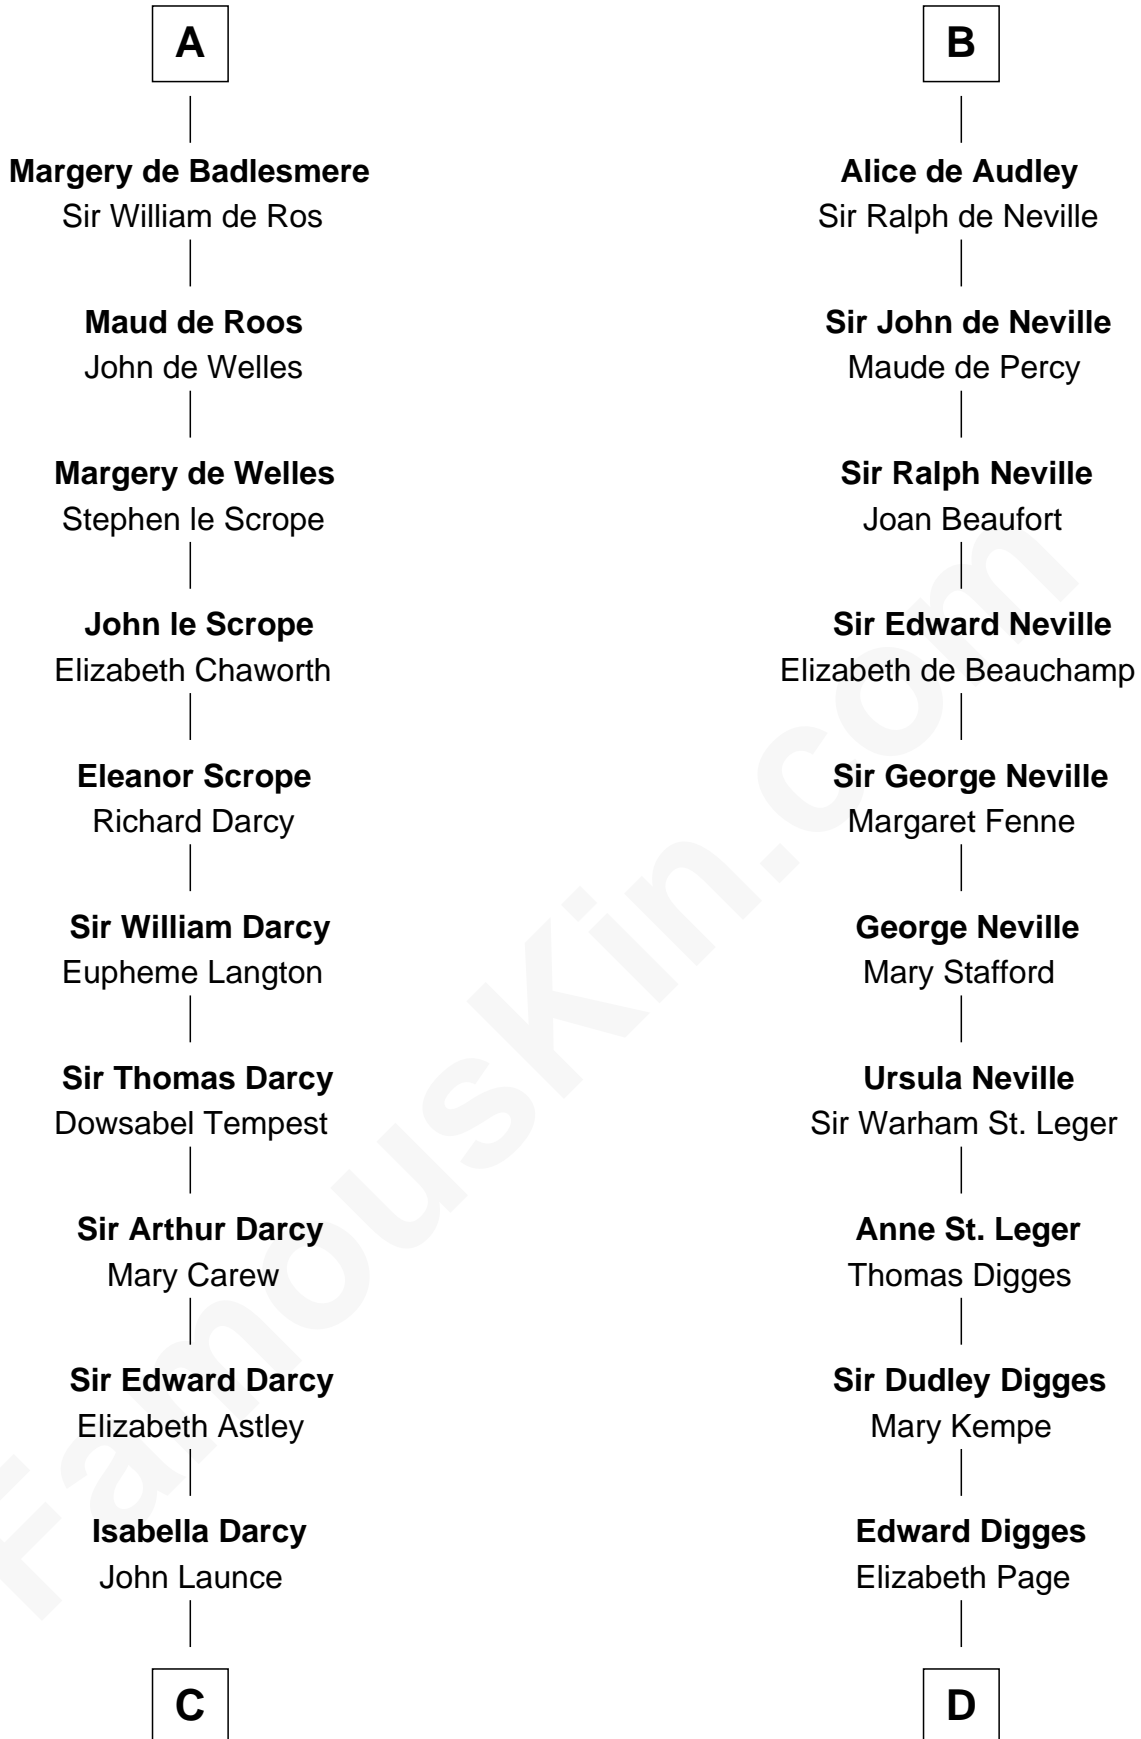 A
Margery de Badlesmere
Sir William de Ros
Maud de Roos
John de Welles
Margery de Welles
Stephen le Scrope
John le Scrope
Elizabeth Chaworth
Eleanor Scrope
Richard Darcy
Sir William Darcy
Eupheme Langton
Sir Thomas Darcy
Dowsabel Tempest
Sir Arthur Darcy
Mary Carew
Sir Edward Darcy
Elizabeth Astley
Isabella Darcy
John Launce
C
B
Alice de Audley
Sir Ralph de Neville
Sir John de Neville
Maude de Percy
Sir Ralph Neville
Joan Beaufort
Sir Edward Neville
Elizabeth de Beauchamp
Sir George Neville
Margaret Fenne
George Neville
Mary Stafford
Ursula Neville
Sir Warham St. Leger
Anne St. Leger
Thomas Digges
Sir Dudley Digges
Mary Kempe
Edward Digges
Elizabeth Page
D
FamousKin.com